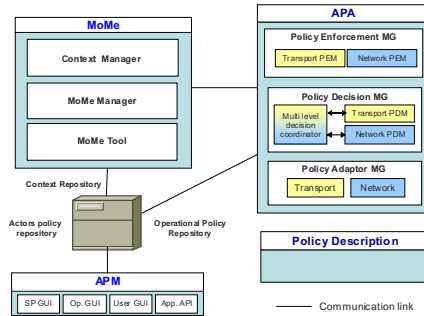 MoMe
Context Manager
MoMe Manager
MoMe Tool
APA
Policy Enforcement MG
Transport PEM
Network PEM
Policy Decision MG
Multi level
decision
coordinator
Transport PDM
Network PDM
Policy Adaptor MG
Transport
Network
Context Repository
Actors policy
repository
Operational Policy
Repository
APM
SP GUI
Op. GUI
User GUI
App. API
Policy Description
Communication link